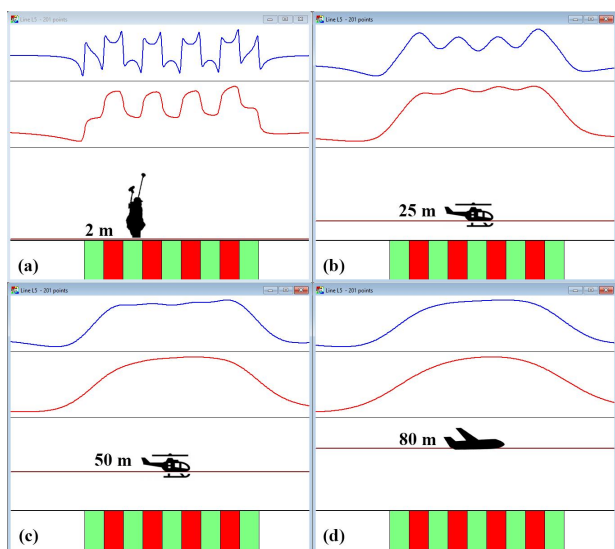 Line L5 - 201 points
2 m
(a)
Line L5 - 201 points
25 m
(b)
Line L5 - 201 points
50 m
(c)
Line L5 - 201 points
80 m
(d)